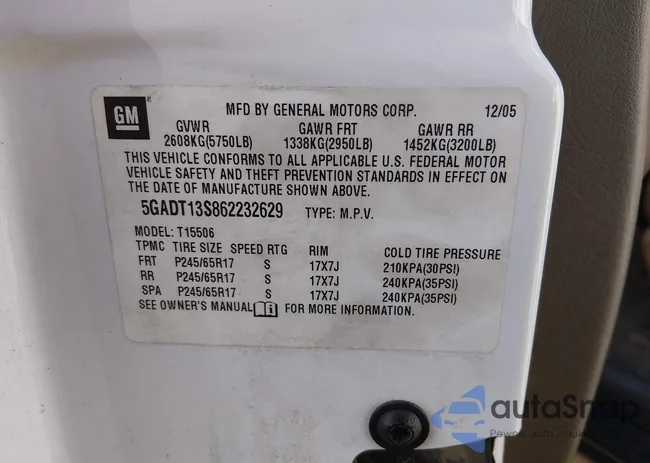 GM MFD BY GENERAL MOTORS CORP. 12/05
GVWR GAWR FRT GAWR RR
2608KG(5750LB) 1338KG(2950LB) 1452KG(3200LB)
THIS VEHICLE CONFORMS TO ALL APPLICABLE U.S. FEDERAL MOTOR
VEHICLE SAFETY AND THEFT PREVENTION STANDARDS IN EFFECT ON
THE DATE OF MANUFACTURE SHOWN ABOVE.
5GADT13S862232629 TYPE: M.P.V.
MODEL: T15506
TPMC TIRE SIZE SPEED RTG RIM COLD TIRE PRESSURE
FRT P245/65R17 S 17X7J 210KPA(30PSI)
RR P245/65R17 S 17X7J 240KPA(35PSI)
SPA P245/65R17 S 17X7J 240KPA(35PSI)
SEE OWNER'S MANUAL i FOR MORE INFORMATION.
autaSnap
Pewne auta z